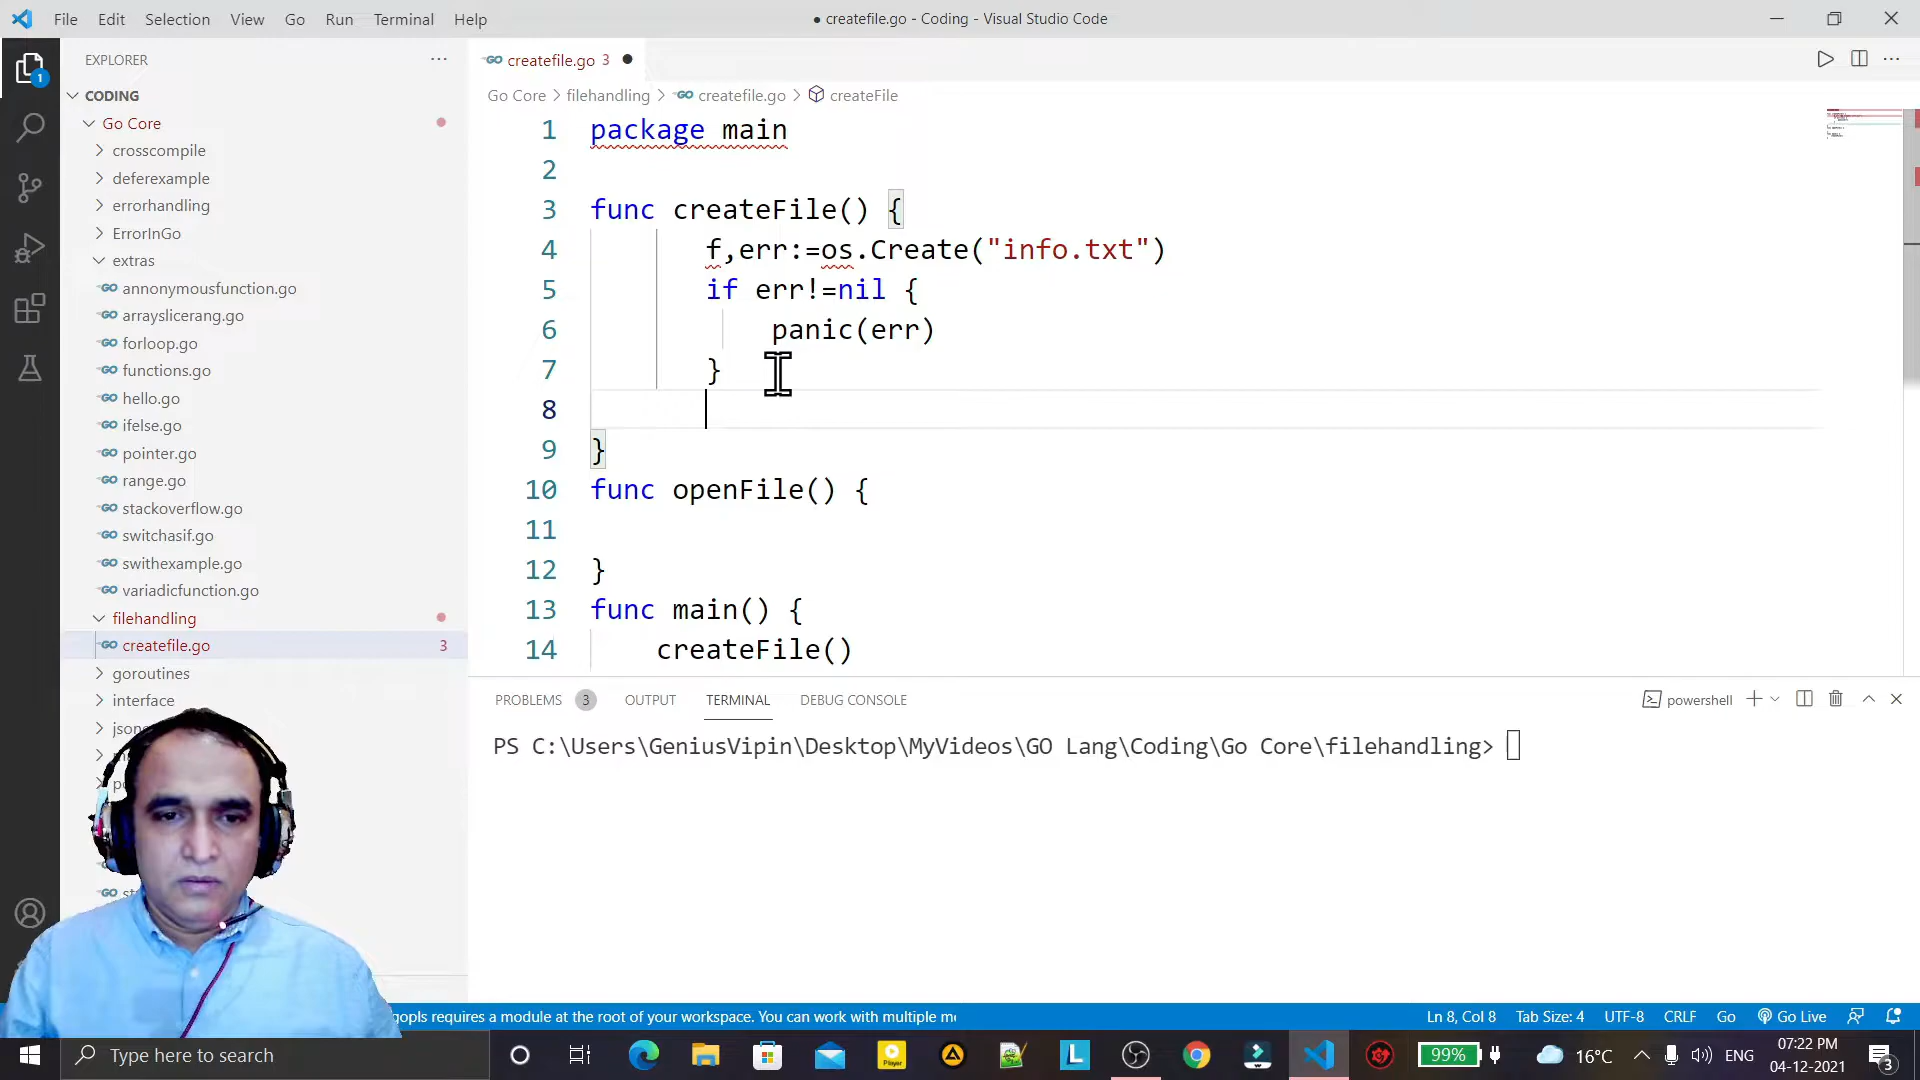 File Edit Selection View Go Run Terminal Help
● createfile.go - Coding - Visual Studio Code
EXPLORER
CODING
Go Core
crosscompile
deferexample
errorhandling
ErrorInGo
extras
annonymousfunction.go
arrayslicerang.go
forloop.go
functions.go
hello.go
ifelse.go
pointer.go
range.go
stackoverflow.go
switchasif.go
swithexample.go
variadicfunction.go
filehandling
createfile.go 3
goroutines
interface
createfile.go 3
Go Core > filehandling > createfile.go > createFile
1 package main
2
3 func createFile() {
4 f,err:=os.Create("info.txt")
5 if err!=nil {
6 panic(err)
7 }
8
9 }
10 func openFile() {
11
12 }
13 func main() {
14 createFile()
PROBLEMS 3 OUTPUT TERMINAL DEBUG CONSOLE
powershell
PS C:\Users\GeniusVipin\Desktop\MyVideos\GO Lang\Coding\Go Core\filehandling>
gopls requires a module at the root of your workspace. You can work with multiple
Ln 8, Col 8 Tab Size: 4 UTF-8 CRLF Go Go Live
Type here to search
Player
L
99% 16°C ENG
07:22 PM
04-12-2021
3